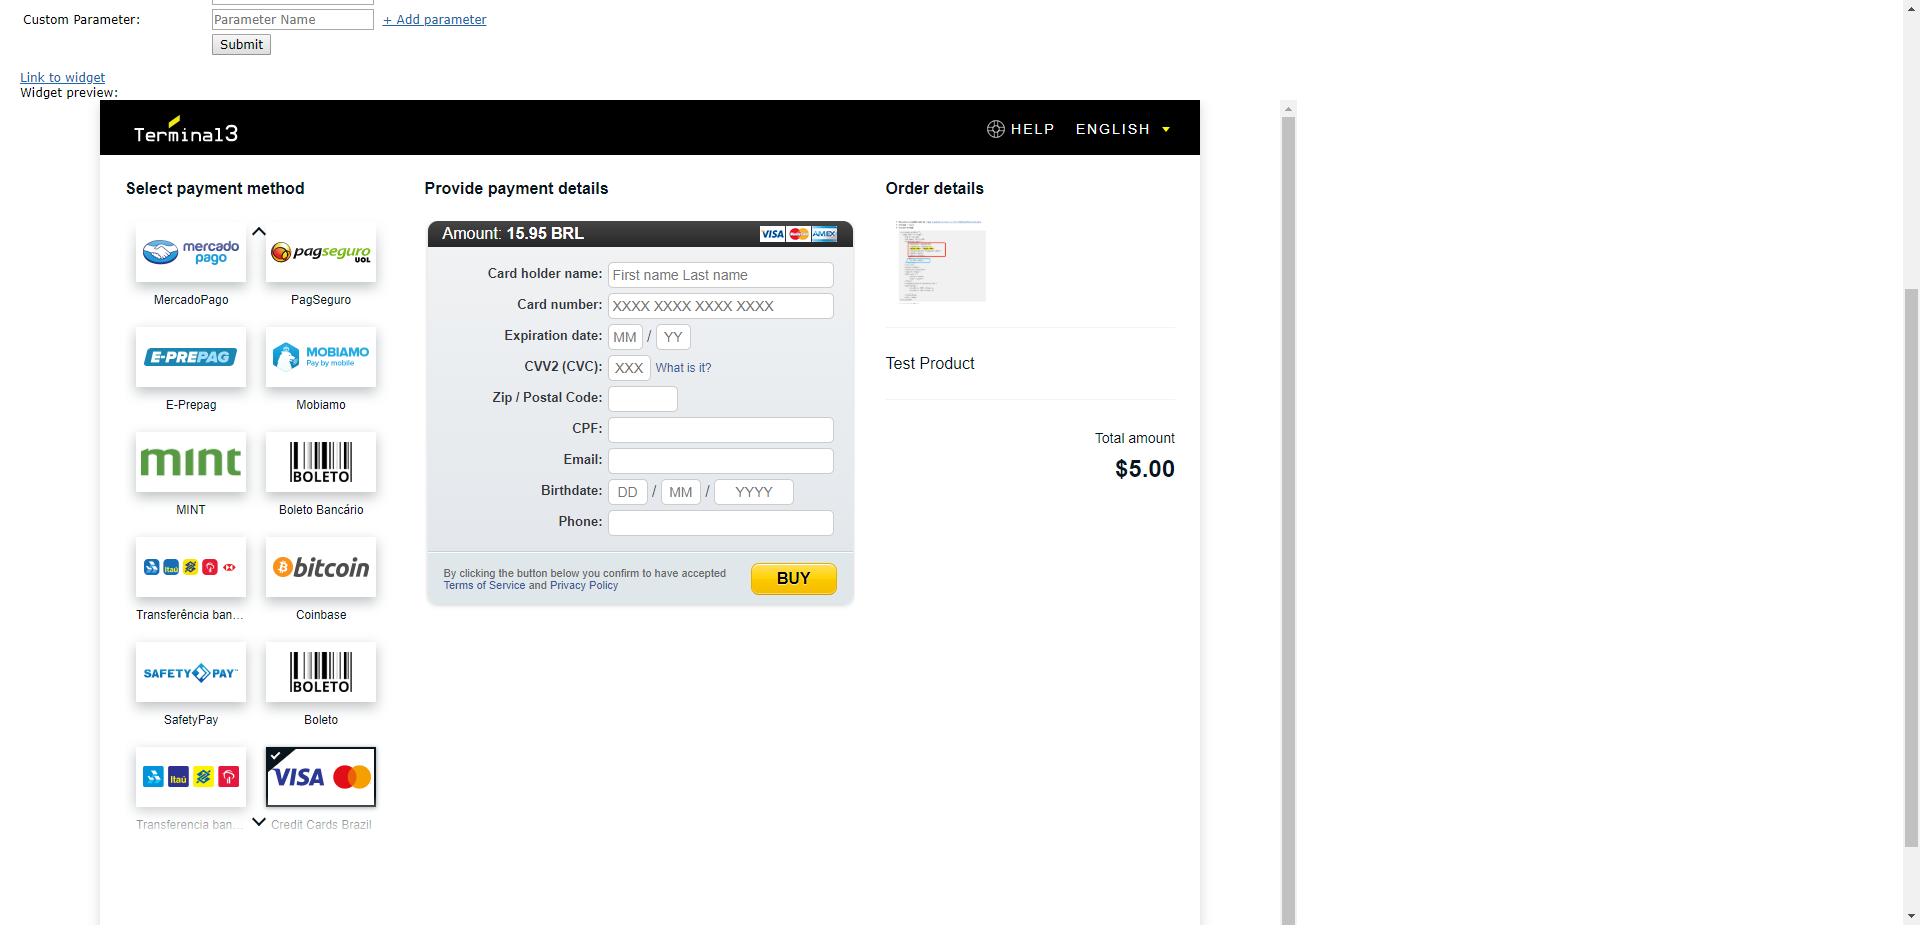 Custom Parameter:
Parameter Name
+ Add parameter
Submit
Link to widget
Widget preview:
Terminal3
HELP
ENGLISH
Select payment method
mercado
pago
MercadoPago
pagseguro
UOL
PagSeguro
E-PREPAG
E-Prepag
MOBIAMO
Pay by mobile
Mobiamo
mint
MINT
BOLETO
Boleto Bancário
Itaú
Transferência ban...
bitcoin
Coinbase
SAFETY PAY
SafetyPay
BOLETO
Boleto
Itaú
Transferencia ban...
VISA
Credit Cards Brazil
Provide payment details
Amount: 15.95 BRL
VISA
MasterCard
AMEX
Card holder name:
First name Last name
Card number:
XXXX XXXX XXXX XXXX
Expiration date:
MM / YY
CVV2 (CVC):
XXX
What is it?
Zip / Postal Code:
CPF:
Email:
Birthdate:
DD / MM / YYYY
Phone:
By clicking the button below you confirm to have accepted
Terms of Service and Privacy Policy
BUY
Order details
Test Product
Total amount
$5.00